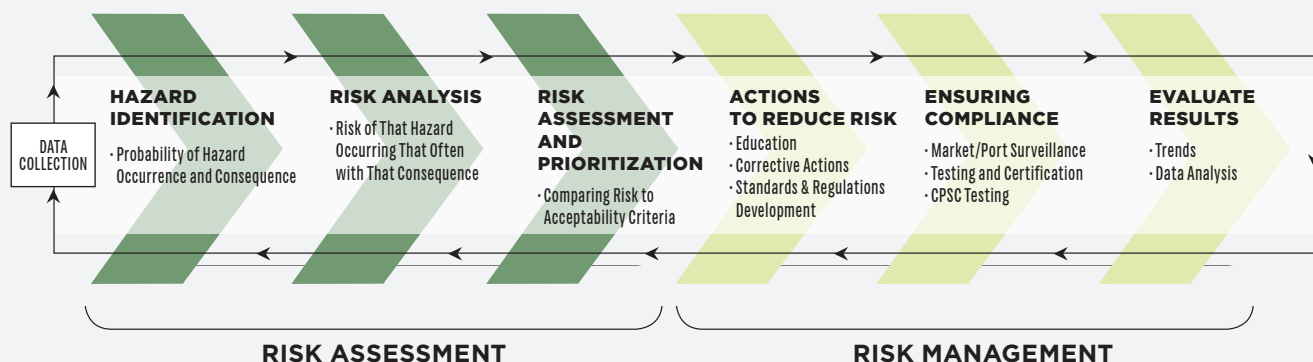 DATA
COLLECTION
HAZARD
IDENTIFICATION
· Probability of Hazard
Occurrence and Consequence
RISK ANALYSIS
· Risk of That Hazard
Occurring That Often
with That Consequence
RISK
ASSESSMENT
AND
PRIORITIZATION
· Comparing Risk to
Acceptability Criteria
ACTIONS
TO REDUCE RISK
· Education
· Corrective Actions
· Standards & Regulations
Development
ENSURING
COMPLIANCE
· Market/Port Surveillance
· Testing and Certification
· CPSC Testing
EVALUATE
RESULTS
· Trends
· Data Analysis
RISK ASSESSMENT
RISK MANAGEMENT